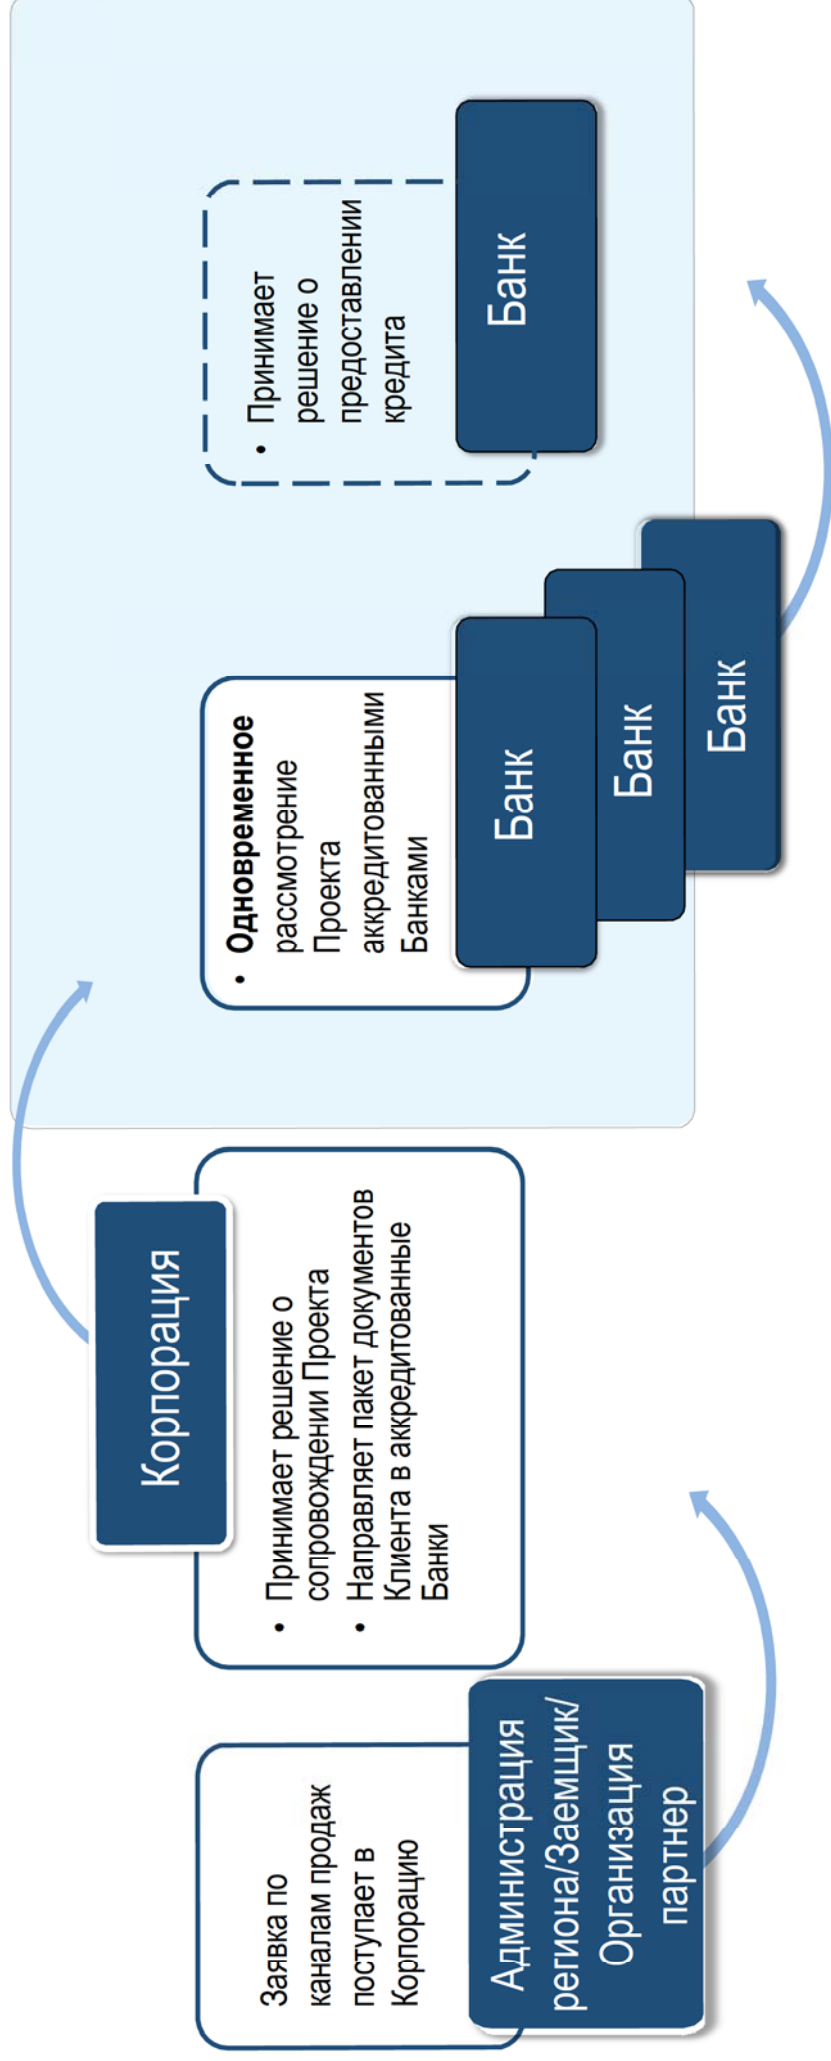 Заявка по
каналам продаж
поступает в
Корпорацию
Администрация
региона/Заемщик/
Организация
партнер
Корпорация
• Принимает решение о
сопровождении Проекта
• Направляет пакет документов
Клиента в аккредитованные
Банки
• Одновременное
рассмотрение
Проекта
аккредитованными
Банками
Банк
Банк
Банк
• Принимает
решение о
предоставлении
кредита
Банк